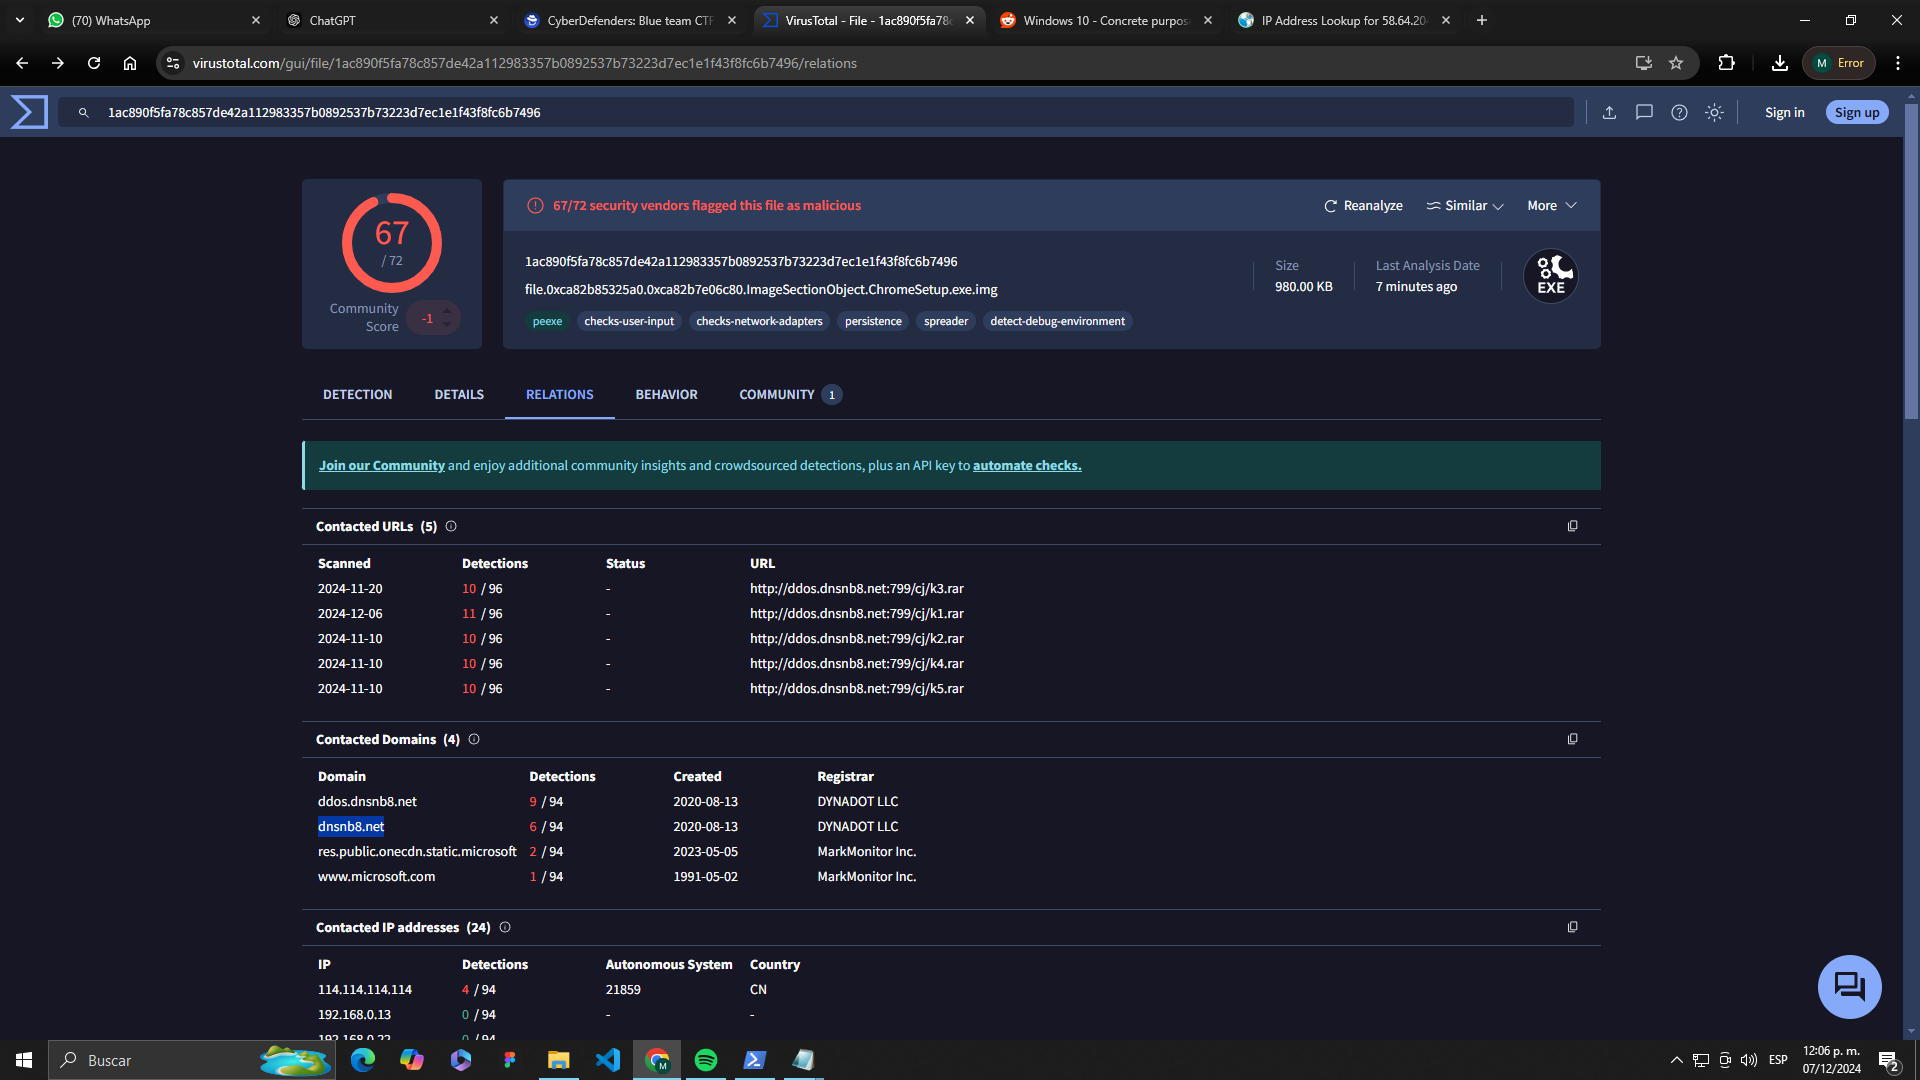 (70) WhatsApp
ChatGPT
CyberDefenders: Blue team CTF
VirusTotal - File - 1ac890f5fa78c
Windows 10 - Concrete purpos
IP Address Lookup for 58.64.20
virustotal.com/gui/file/1ac890f5fa78c857de42a112983357b0892537b73223d7ec1e1f43f8fc6b7496/relations
M Error
1ac890f5fa78c857de42a112983357b0892537b73223d7ec1e1f43f8fc6b7496
Sign in
Sign up
67
/ 72
Community Score
-1
67/72 security vendors flagged this file as malicious
Reanalyze
Similar
More
1ac890f5fa78c857de42a112983357b0892537b73223d7ec1e1f43f8fc6b7496
file.0xca82b85325a0.0xca82b7e06c80.ImageSectionObject.ChromeSetup.exe.img
Size
980.00 KB
Last Analysis Date
7 minutes ago
EXE
peexe checks-user-input checks-network-adapters persistence spreader detect-debug-environment
DETECTION DETAILS RELATIONS BEHAVIOR COMMUNITY 1
Join our Community and enjoy additional community insights and crowdsourced detections, plus an API key to automate checks.
Contacted URLs (5)
Scanned Detections Status URL
2024-11-20 10 / 96 - http://ddos.dnsnb8.net:799/cj/k3.rar
2024-12-06 11 / 96 - http://ddos.dnsnb8.net:799/cj/k1.rar
2024-11-10 10 / 96 - http://ddos.dnsnb8.net:799/cj/k2.rar
2024-11-10 10 / 96 - http://ddos.dnsnb8.net:799/cj/k4.rar
2024-11-10 10 / 96 - http://ddos.dnsnb8.net:799/cj/k5.rar
Contacted Domains (4)
Domain Detections Created Registrar
ddos.dnsnb8.net 9 / 94 2020-08-13 DYNADOT LLC
dnsnb8.net 6 / 94 2020-08-13 DYNADOT LLC
res.public.onecdn.static.microsoft 2 / 94 2023-05-05 MarkMonitor Inc.
www.microsoft.com 1 / 94 1991-05-02 MarkMonitor Inc.
Contacted IP addresses (24)
IP Detections Autonomous System Country
114.114.114.114 4 / 94 21859 CN
192.168.0.13 0 / 94 - -
192.168.0.22 0 / 94
Buscar
ESP
12:06 p. m.
07/12/2024
2